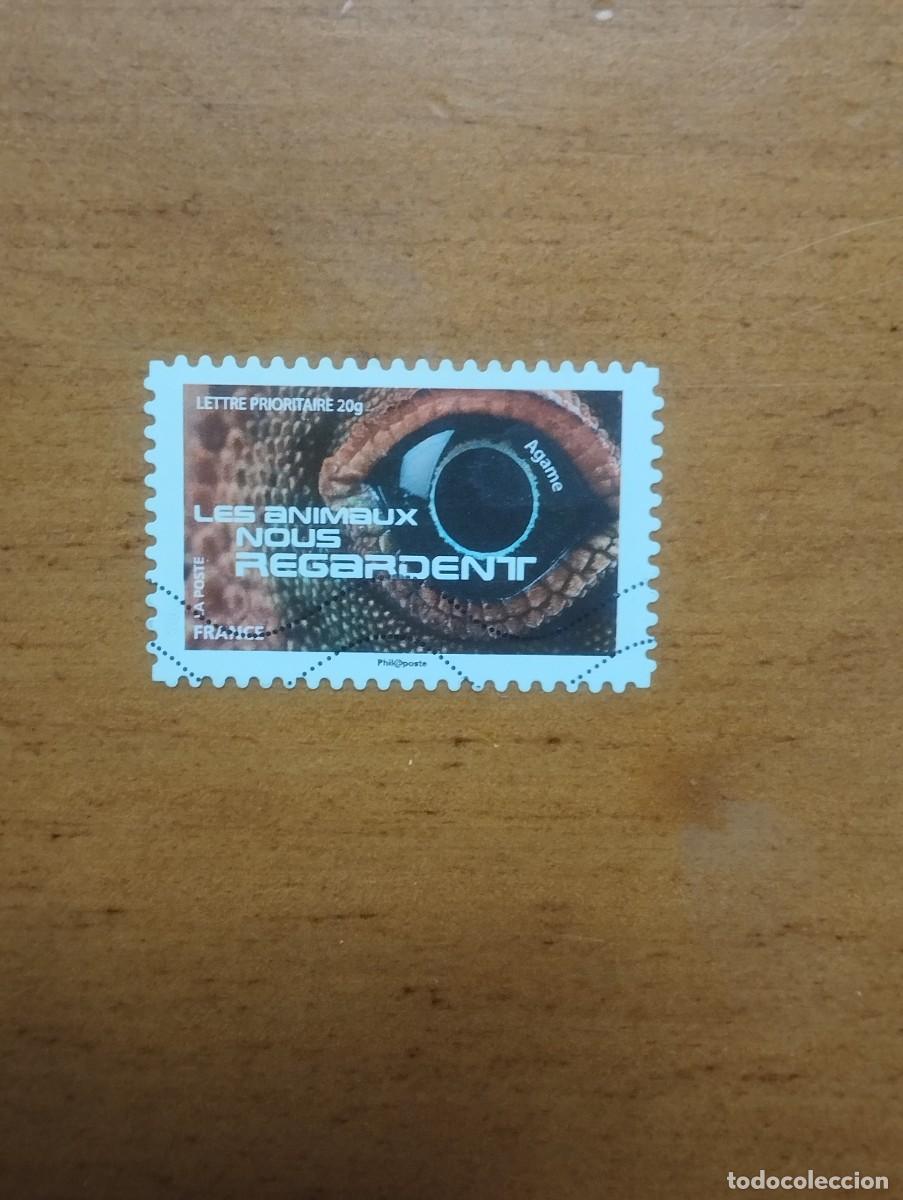 LETTRE PRIORITAIRE 20g
Agame
LES ANIMAUX
NOUS
REGARDENT
LA POSTE
FRANCE
Phil@poste
todocoleccion